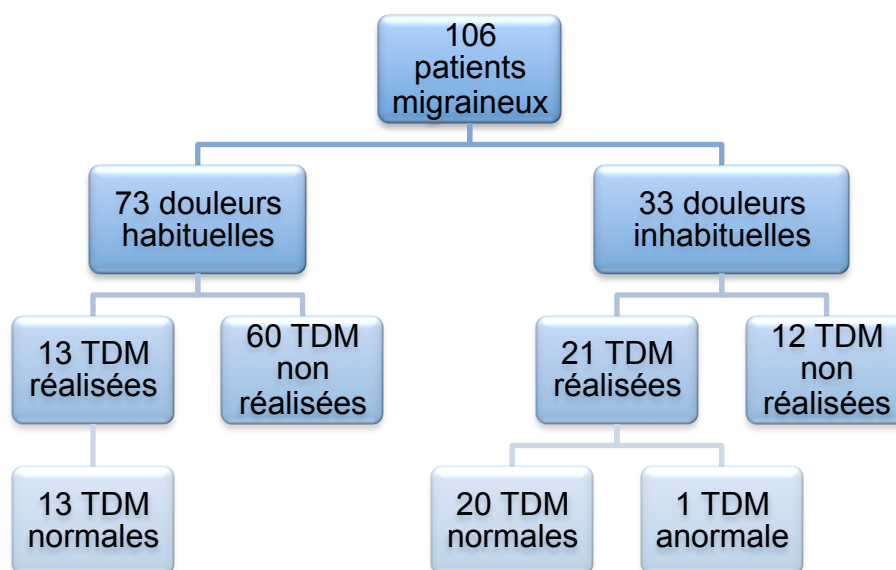 106
patients
migraineux
73 douleurs
habituelles
33 douleurs
inhabituelles
13 TDM
réalisées
60 TDM
non
réalisées
21 TDM
réalisées
12 TDM
non
réalisées
13 TDM
normales
20 TDM
normales
1 TDM
anormale